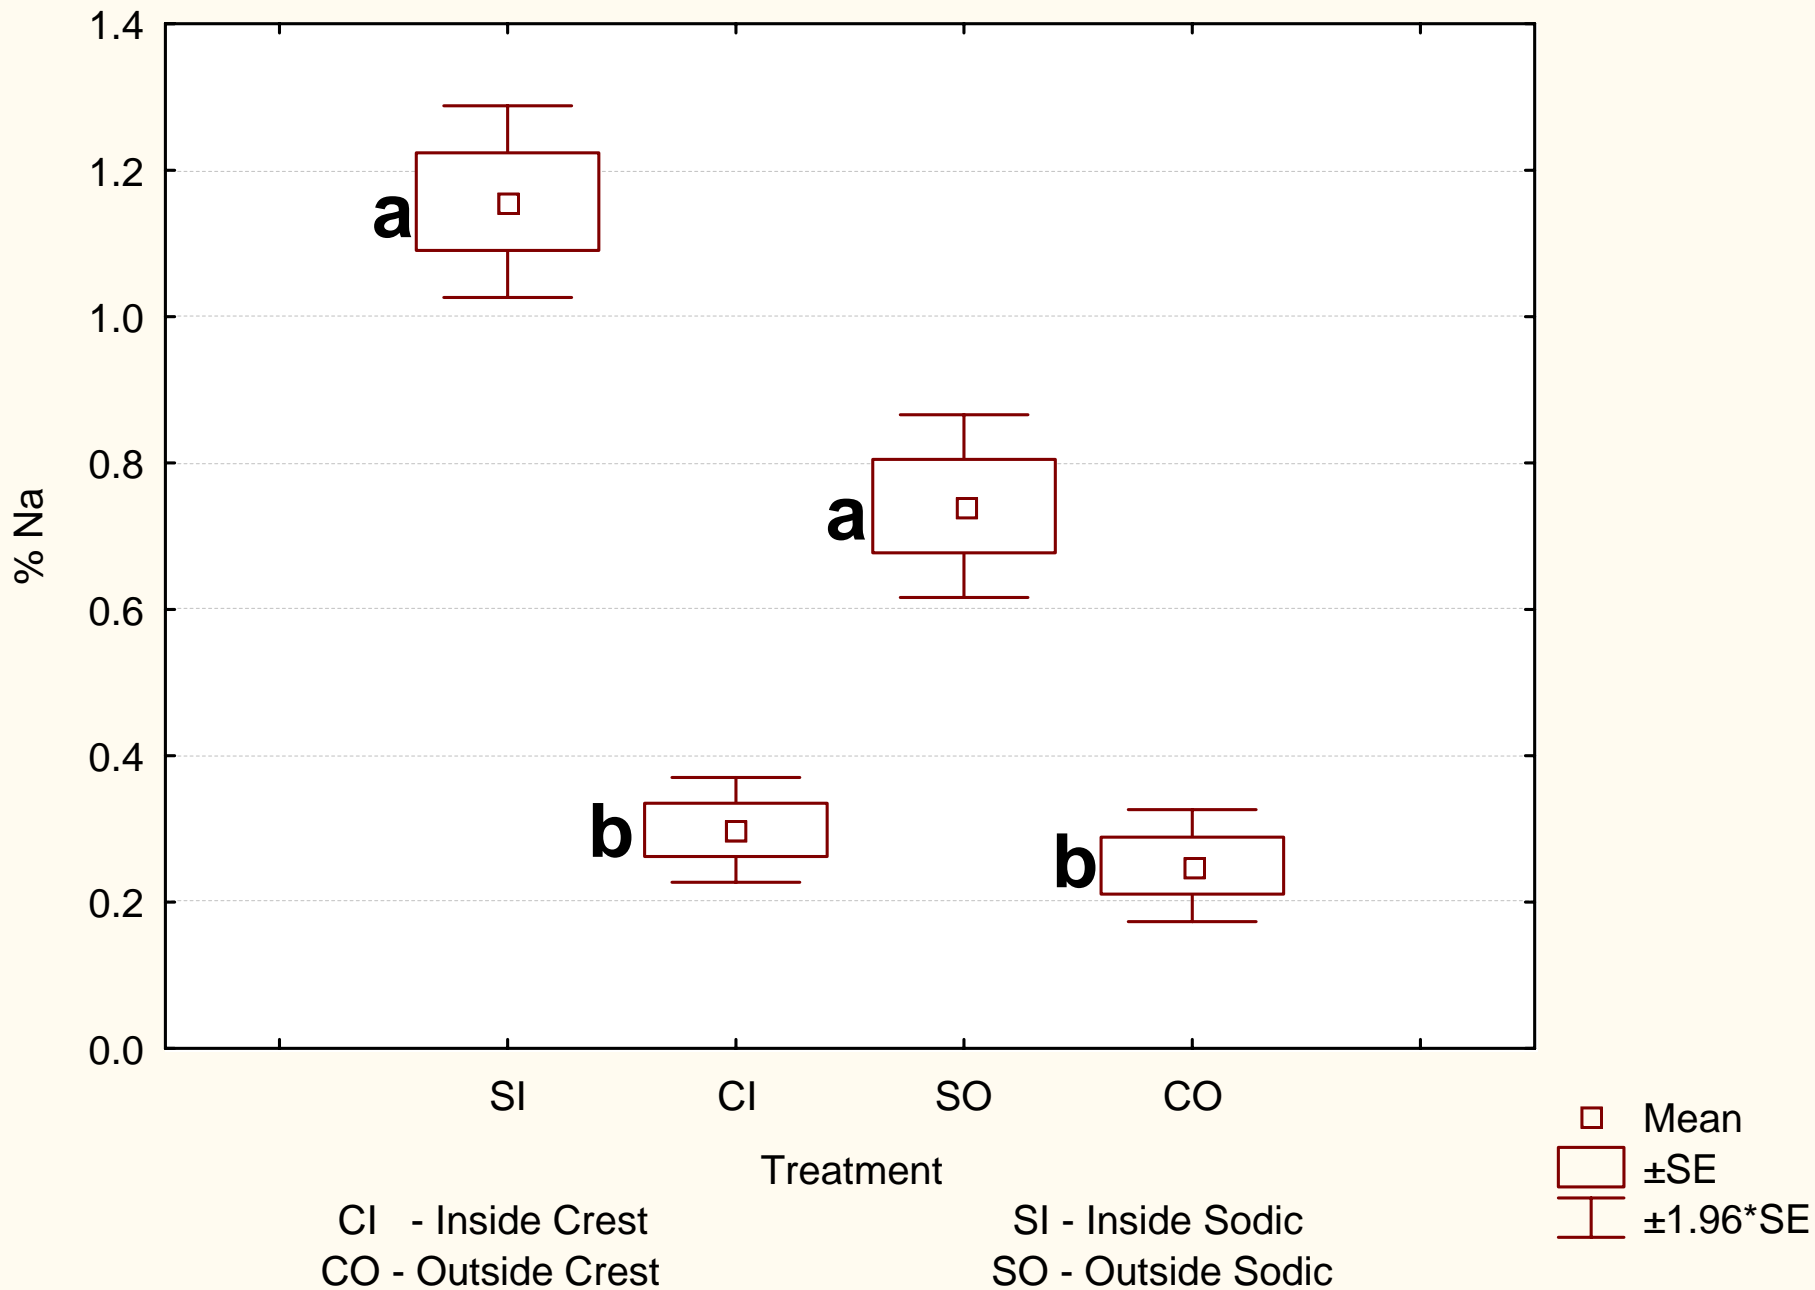 1.4
1.2
1.0
0.8
0.6
0.4
0.2
0.0
% Na
a
a
b
b
SI CI SO CO
Treatment
CI - Inside Crest SI - Inside Sodic
CO - Outside Crest SO - Outside Sodic
Mean
±SE
±1.96*SE